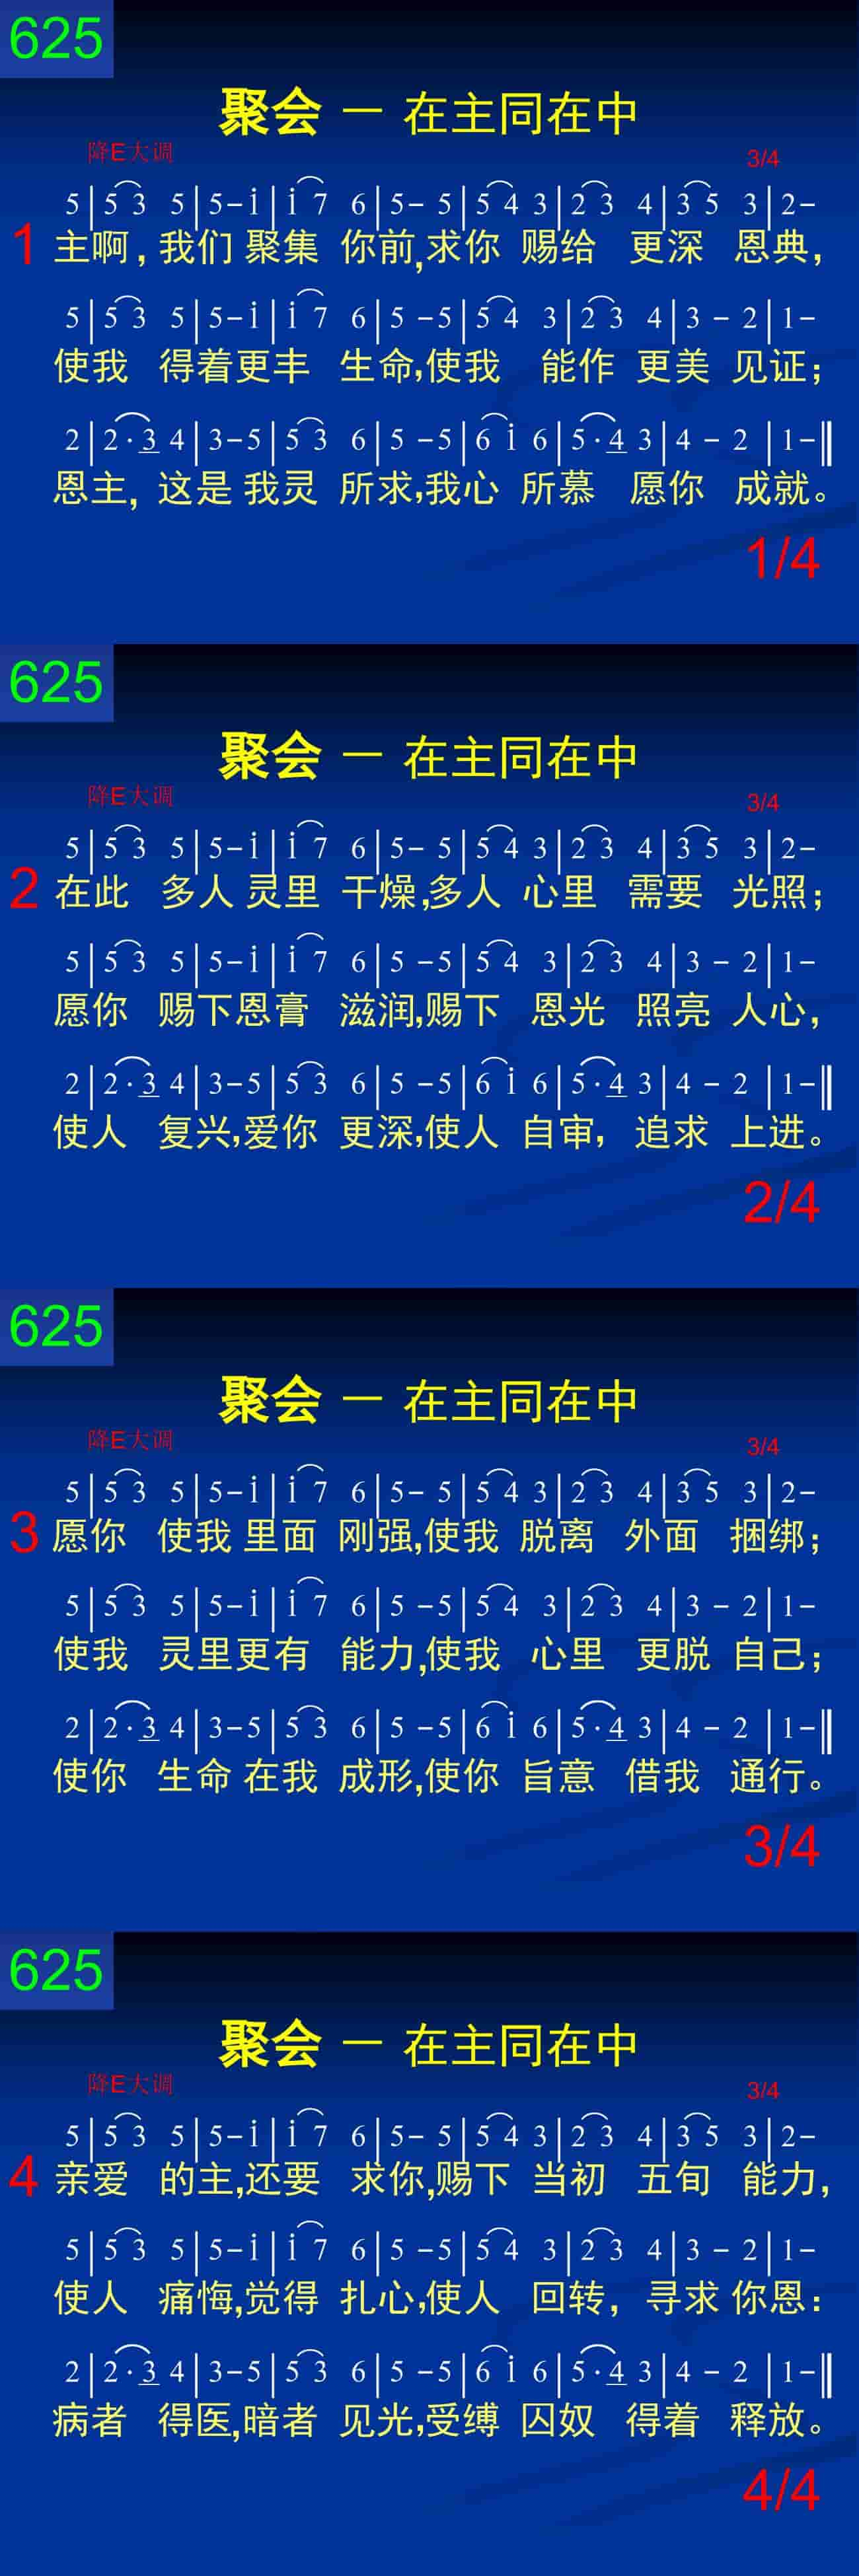 625
聚会 — 在主同在中
降E大调 3/4
5|5 3 5|5-i|i 7 6|5- 5|5 4 3|2 3 4|3 5 3|2-
1 主啊,我们 聚集 你前,求你 赐给 更深 恩典,
5|5 3 5|5-i|i 7 6|5 -5|5 4 3|2 3 4|3 - 2|1-
使我 得着更丰 生命,使我 能作 更美 见证;
2|2·3 4|3-5|5 3 6|5 -5|6 i 6|5·4 3|4 - 2 |1-‖
恩主, 这是 我灵 所求,我心 所慕 愿你 成就。
1/4
625
聚会 — 在主同在中
降E大调 3/4
5|5 3 5|5-i|i 7 6|5- 5|5 4 3|2 3 4|3 5 3|2-
2 在此 多人 灵里 干燥,多人 心里 需要 光照;
5|5 3 5|5-i|i 7 6|5 -5|5 4 3|2 3 4|3 - 2|1-
愿你 赐下恩膏 滋润,赐下 恩光 照亮 人心,
2|2·3 4|3-5|5 3 6|5 -5|6 i 6|5·4 3|4 - 2 |1-‖
使人 复兴,爱你 更深,使人 自审, 追求 上进。
2/4
625
聚会 — 在主同在中
降E大调 3/4
5|5 3 5|5-i|i 7 6|5- 5|5 4 3|2 3 4|3 5 3|2-
3 愿你 使我 里面 刚强,使我 脱离 外面 捆绑;
5|5 3 5|5-i|i 7 6|5 -5|5 4 3|2 3 4|3 - 2|1-
使我 灵里更有 能力,使我 心里 更脱 自己;
2|2·3 4|3-5|5 3 6|5 -5|6 i 6|5·4 3|4 - 2 |1-‖
使你 生命 在我 成形,使你 旨意 借我 通行。
3/4
625
聚会 — 在主同在中
降E大调 3/4
5|5 3 5|5-i|i 7 6|5- 5|5 4 3|2 3 4|3 5 3|2-
4 亲爱 的主,还要 求你,赐下 当初 五旬 能力,
5|5 3 5|5-i|i 7 6|5 -5|5 4 3|2 3 4|3 - 2|1-
使人 痛悔,觉得 扎心,使人 回转, 寻求 你恩:
2|2·3 4|3-5|5 3 6|5 -5|6 i 6|5·4 3|4 - 2 |1-‖
病者 得医,暗者 见光,受缚 囚奴 得着 释放。
4/4